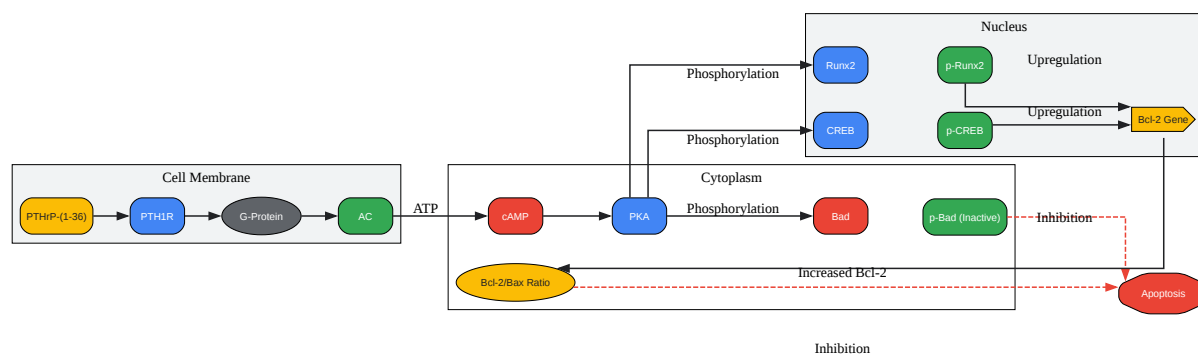 Nucleus
Runx2
p-Runx2
Upregulation
Phosphorylation
Upregulation
Bcl-2 Gene
CREB
p-CREB
Phosphorylation
Cell Membrane
Cytoplasm
PTHrP-(1-36)
PTH1R
G-Protein
AC
ATP
cAMP
PKA
Phosphorylation
Bad
p-Bad (Inactive)
Inhibition
Increased Bcl-2
Bcl-2/Bax Ratio
Apoptosis
Inhibition